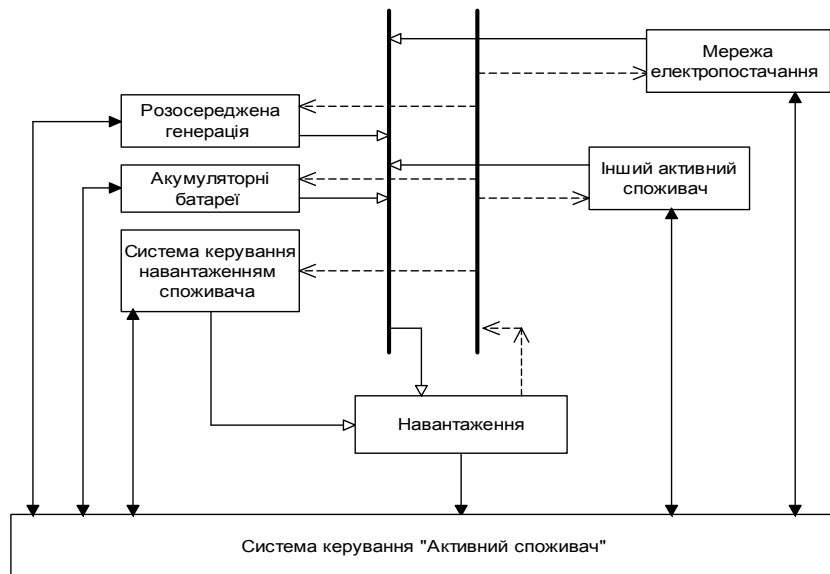 Мережа
електропостачання
Розосереджена
генерація
Акумуляторні
батареї
Інший активний
споживач
Система керування
навантаженням
споживача
Навантаження
Система керування "Активний споживач"